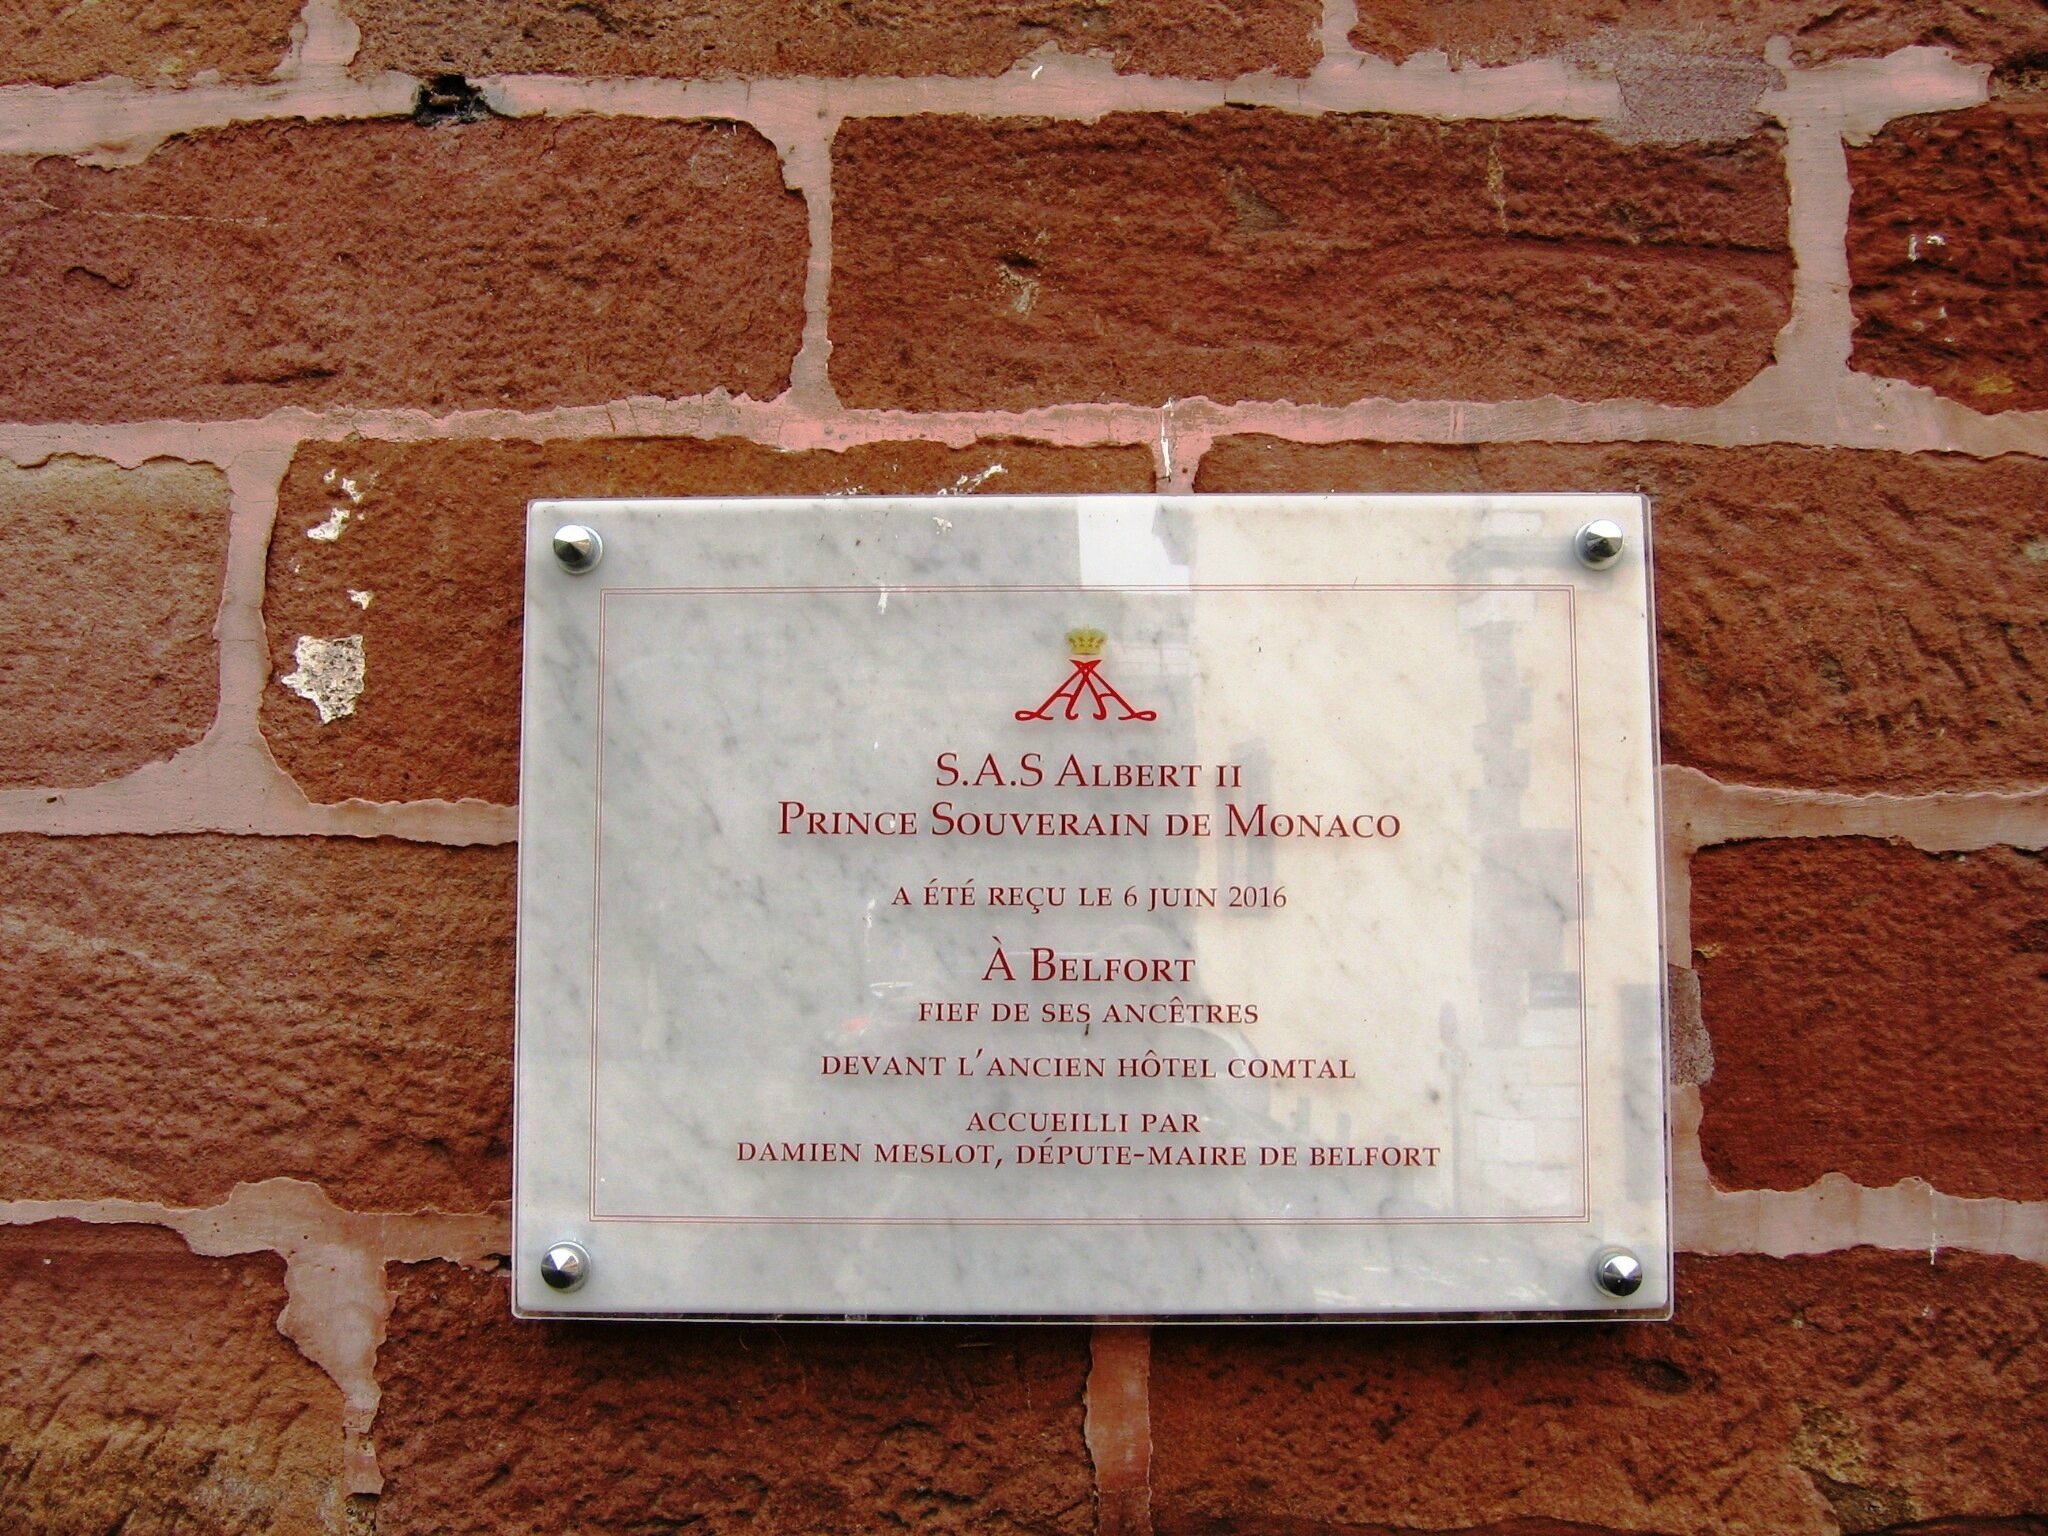 S.A.S ALBERT II
PRINCE SOUVERAIN DE MONACO
A ÉTÉ REÇU LE 6 JUIN 2016
À BELFORT
FIEF DE SES ANCÊTRES
DEVANT L'ANCIEN HÔTEL COMTAL
ACCUEILLI PAR
DAMIEN MESLOT, DÉPUTE-MAIRE DE BELFORT